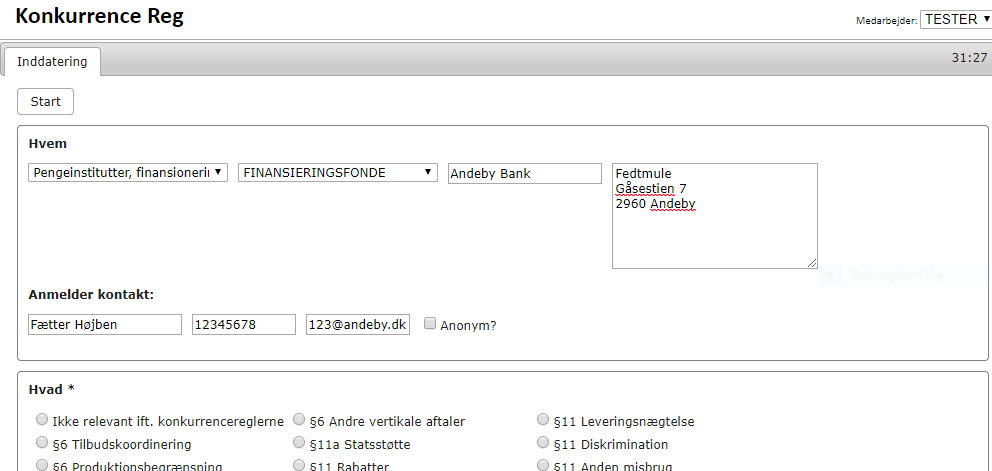 Konkurrence Reg
Medarbejder: TESTER
Inddatering
31:27
Start
Hvem
Pengeinstitutter, finansionerin FINANSIERINGSFONDE Andeby Bank
Fedtmule
Gåsestien 7
2960 Andeby
Rektangulært klip
Anmelder kontakt:
Fætter Højben 12345678 123@andeby.dk Anonym?
Hvad *
Ikke relevant ift. konkurrencereglerne §6 Andre vertikale aftaler §11 Leveringsnægtelse
§6 Tilbudskoordinering §11a Statsstøtte §11 Diskrimination
§6 Produktionsbegrænsning §11 Rabatter §11 Anden misbrug